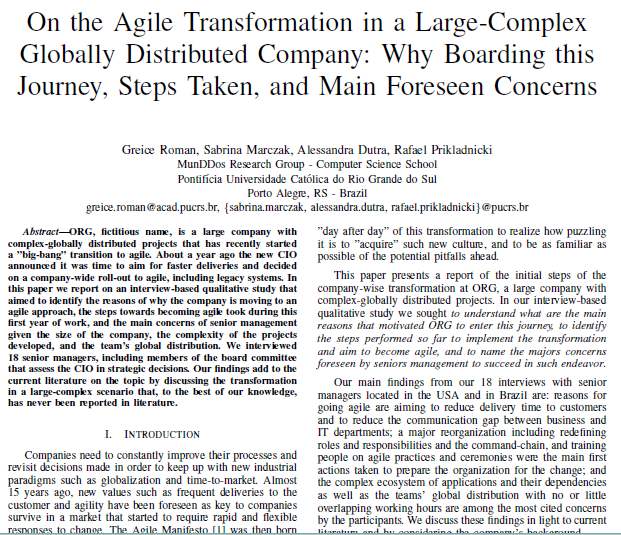 On the Agile Transformation in a Large-Complex
Globally Distributed Company: Why Boarding this
Journey, Steps Taken, and Main Foreseen Concerns
Greice Roman, Sabrina Marczak, Alessandra Dutra, Rafael Prikladnicki
MunDDos Research Group - Computer Science School
Pontifícia Universidade Católica do Rio Grande do Sul
Porto Alegre, RS - Brazil
greice.roman@acad.pucrs.br, {sabrina.marczak, alessandra.dutra, rafael.prikladnicki}@pucrs.br
Abstract—ORG, fictitious name, is a large company with
complex-globally distributed projects that has recently started
a "big-bang" transition to agile. About a year ago the new CIO
announced it was time to aim for faster deliveries and decided
on a company-wide roll-out to agile, including legacy systems. In
this paper we report on an interview-based qualitative study that
aimed to identify the reasons of why the company is moving to an
agile approach, the steps towards becoming agile took during this
first year of work, and the main concerns of senior management
given the size of the company, the complexity of the projects
developed, and the team's global distribution. We interviewed
18 senior managers, including members of the board committee
that assess the CIO in strategic decisions. Our findings add to the
current literature on the topic by discussing the transformation
in a large-complex scenario that, to the best of our knowledge,
has never been reported in literature.
I. INTRODUCTION
Companies need to constantly improve their processes and
revisit decisions made in order to keep up with new industrial
paradigms such as globalization and time-to-market. Almost
15 years ago, new values such as frequent deliveries to the
customer and agility have been foreseen as key to companies
survive in a market that started to require rapid and flexible
responses to change. The Agile Manifesto [1] was then born
"day after day" of this transformation to realize how puzzling
it is to "acquire" such new culture, and to be as familiar as
possible of the potential pitfalls ahead.
This paper presents a report of the initial steps of the
company-wise transformation at ORG, a large company with
complex-globally distributed projects. In our interview-based
qualitative study we sought to understand what are the main
reasons that motivated ORG to enter this journey, to identify
the steps performed so far to implement the transformation
and aim to become agile, and to name the majors concerns
foreseen by seniors management to succeed in such endeavor.
Our main findings from our 18 interviews with senior
managers located in the USA and in Brazil are: reasons for
going agile are aiming to reduce delivery time to customers
and to reduce the communication gap between business and
IT departments; a major reorganization including redefining
roles and responsibilities and the command-chain, and training
people on agile practices and ceremonies were the main first
actions taken to prepare the organization for the change; and
the complex ecosystem of applications and their dependencies
as well as the teams' global distribution with no or little
overlapping working hours are among the most cited concerns
by the participants. We discuss these findings in light to current
literature and by considering the company's background.